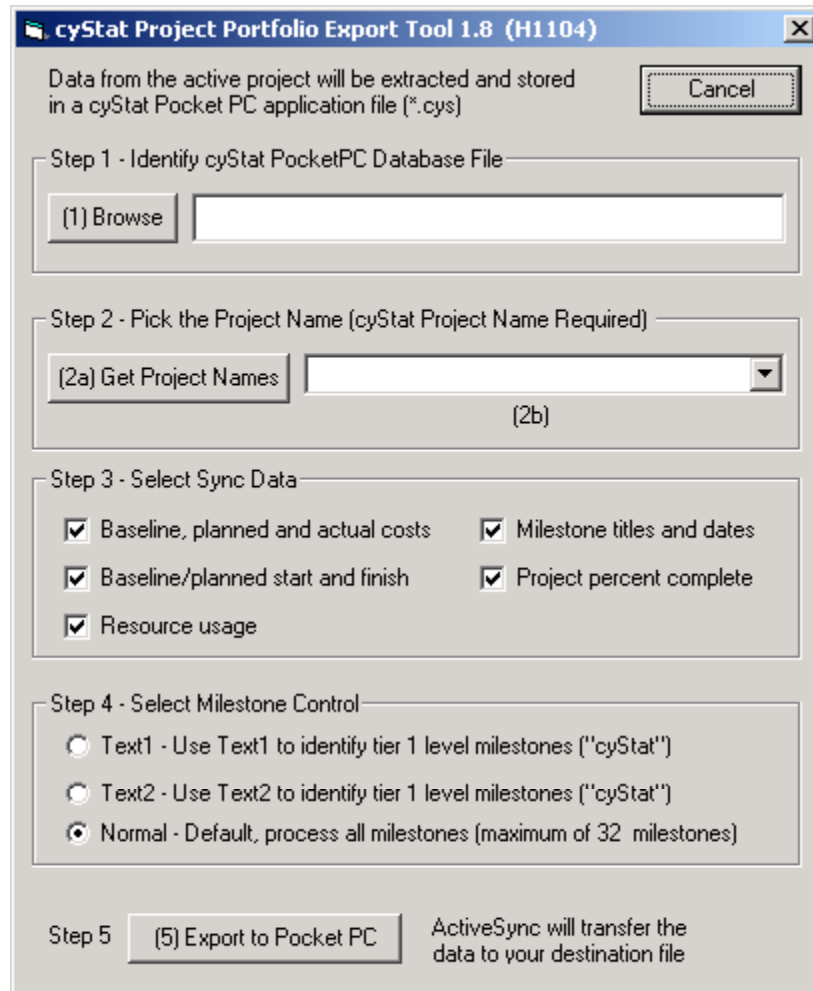 cyStat Project Portfolio Export Tool 1.8 (H1104)
Data from the active project will be extracted and stored
in a cyStat Pocket PC application file (*.cys)
Cancel
Step 1 - Identify cyStat PocketPC Database File
(1) Browse
Step 2 - Pick the Project Name (cyStat Project Name Required)
(2a) Get Project Names
(2b)
Step 3 - Select Sync Data
Baseline, planned and actual costs
Milestone titles and dates
Baseline/planned start and finish
Project percent complete
Resource usage
Step 4 - Select Milestone Control
Text1 - Use Text1 to identify tier 1 level milestones ("cyStat")
Text2 - Use Text2 to identify tier 1 level milestones ("cyStat")
Normal - Default, process all milestones (maximum of 32 milestones)
Step 5
(5) Export to Pocket PC
ActiveSync will transfer the
data to your destination file